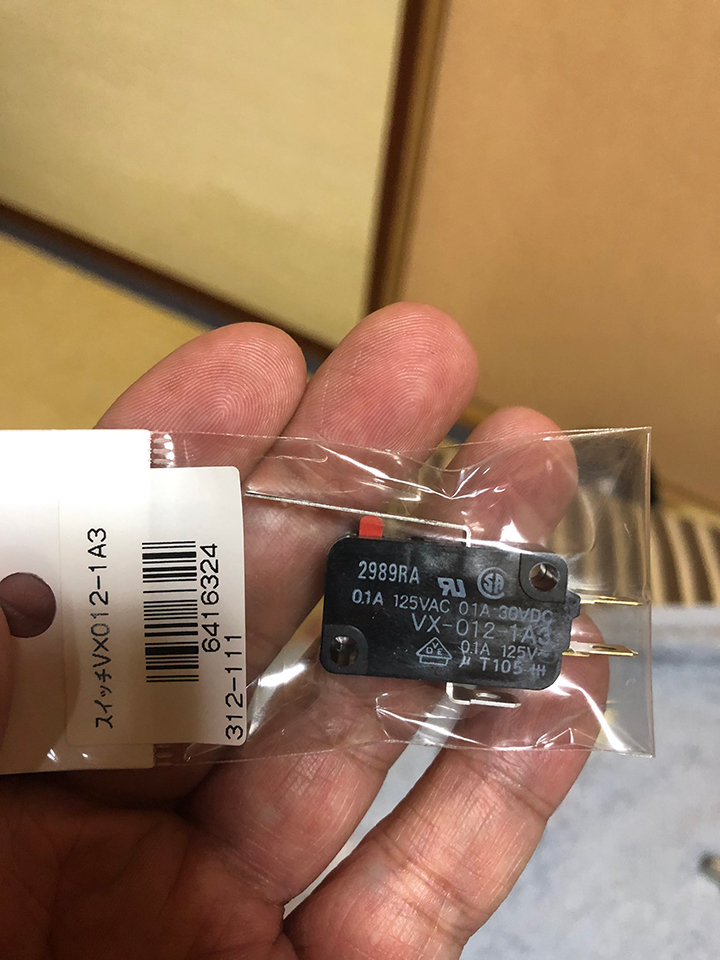 スイッチVX012-1A3
6416324
312-111
2989RA
0.1A 125VAC 0.1A 30VDC
VX-012-1A3
0.1A 125V~
VDE
µ T105